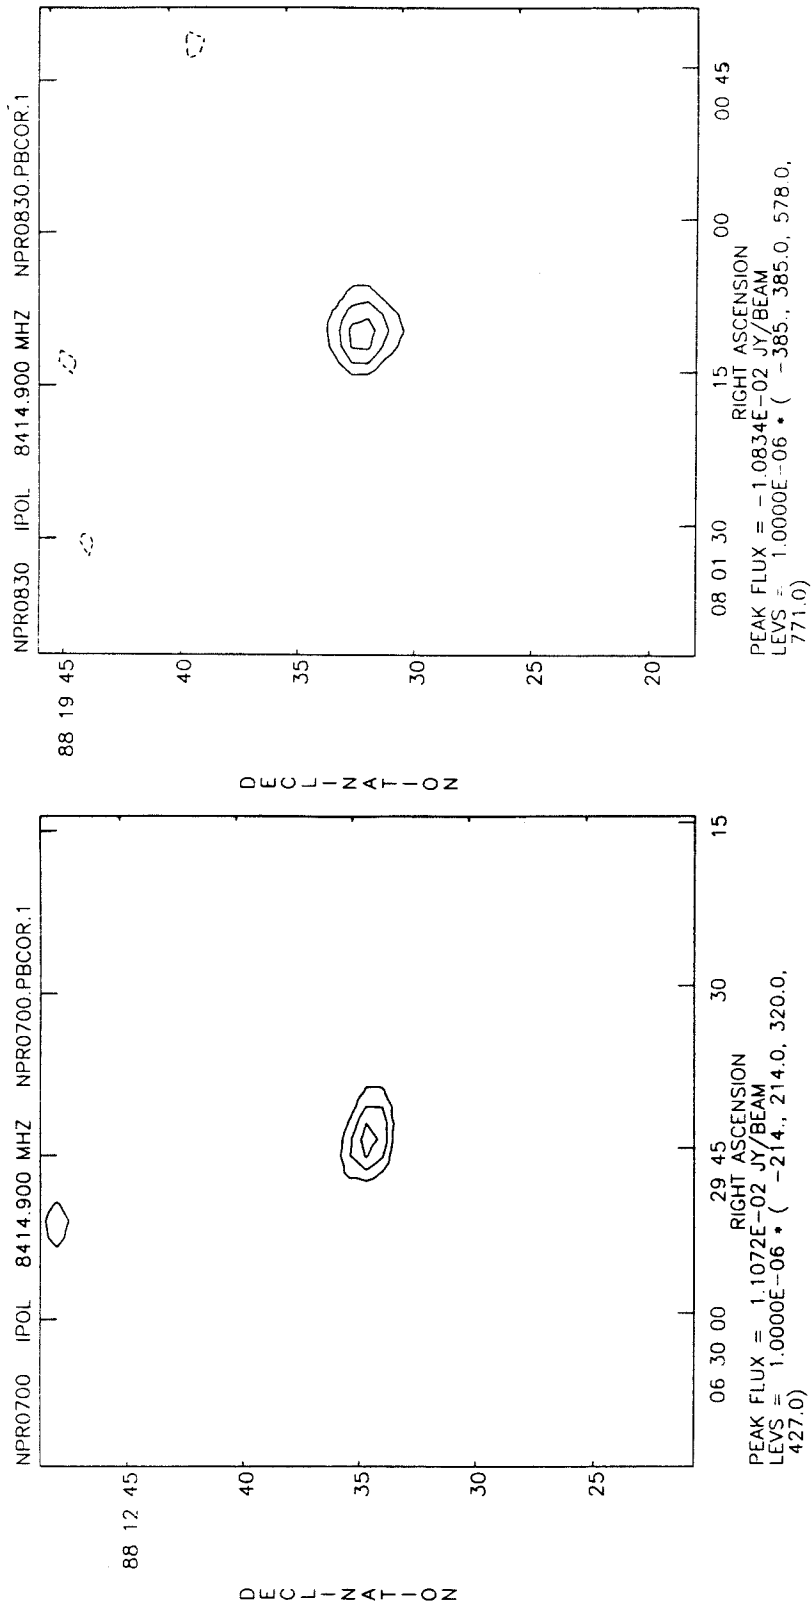 NPR0700 IPOL 8414.900 MHZ NPR0700.PBCOR.1
88 12 45
40
35
30
25
DECLINATION
06 30 00
29 45
30
15
RIGHT ASCENSION
PEAK FLUX = 1.1072E-02 JY/BEAM
LEVS = 1.0000E-06 * ( -214., 214.0, 320.0,
427.0)
NPR0830 IPOL 8414.900 MHZ NPR0830.PBCOR.1
88 19 45
40
35
30
25
20
DECLINATION
08 01 30
15
00
00 45
RIGHT ASCENSION
PEAK FLUX = -1.0834E-02 JY/BEAM
LEVS = 1.0000E-06 * ( -385., 385.0, 578.0,
771.0)